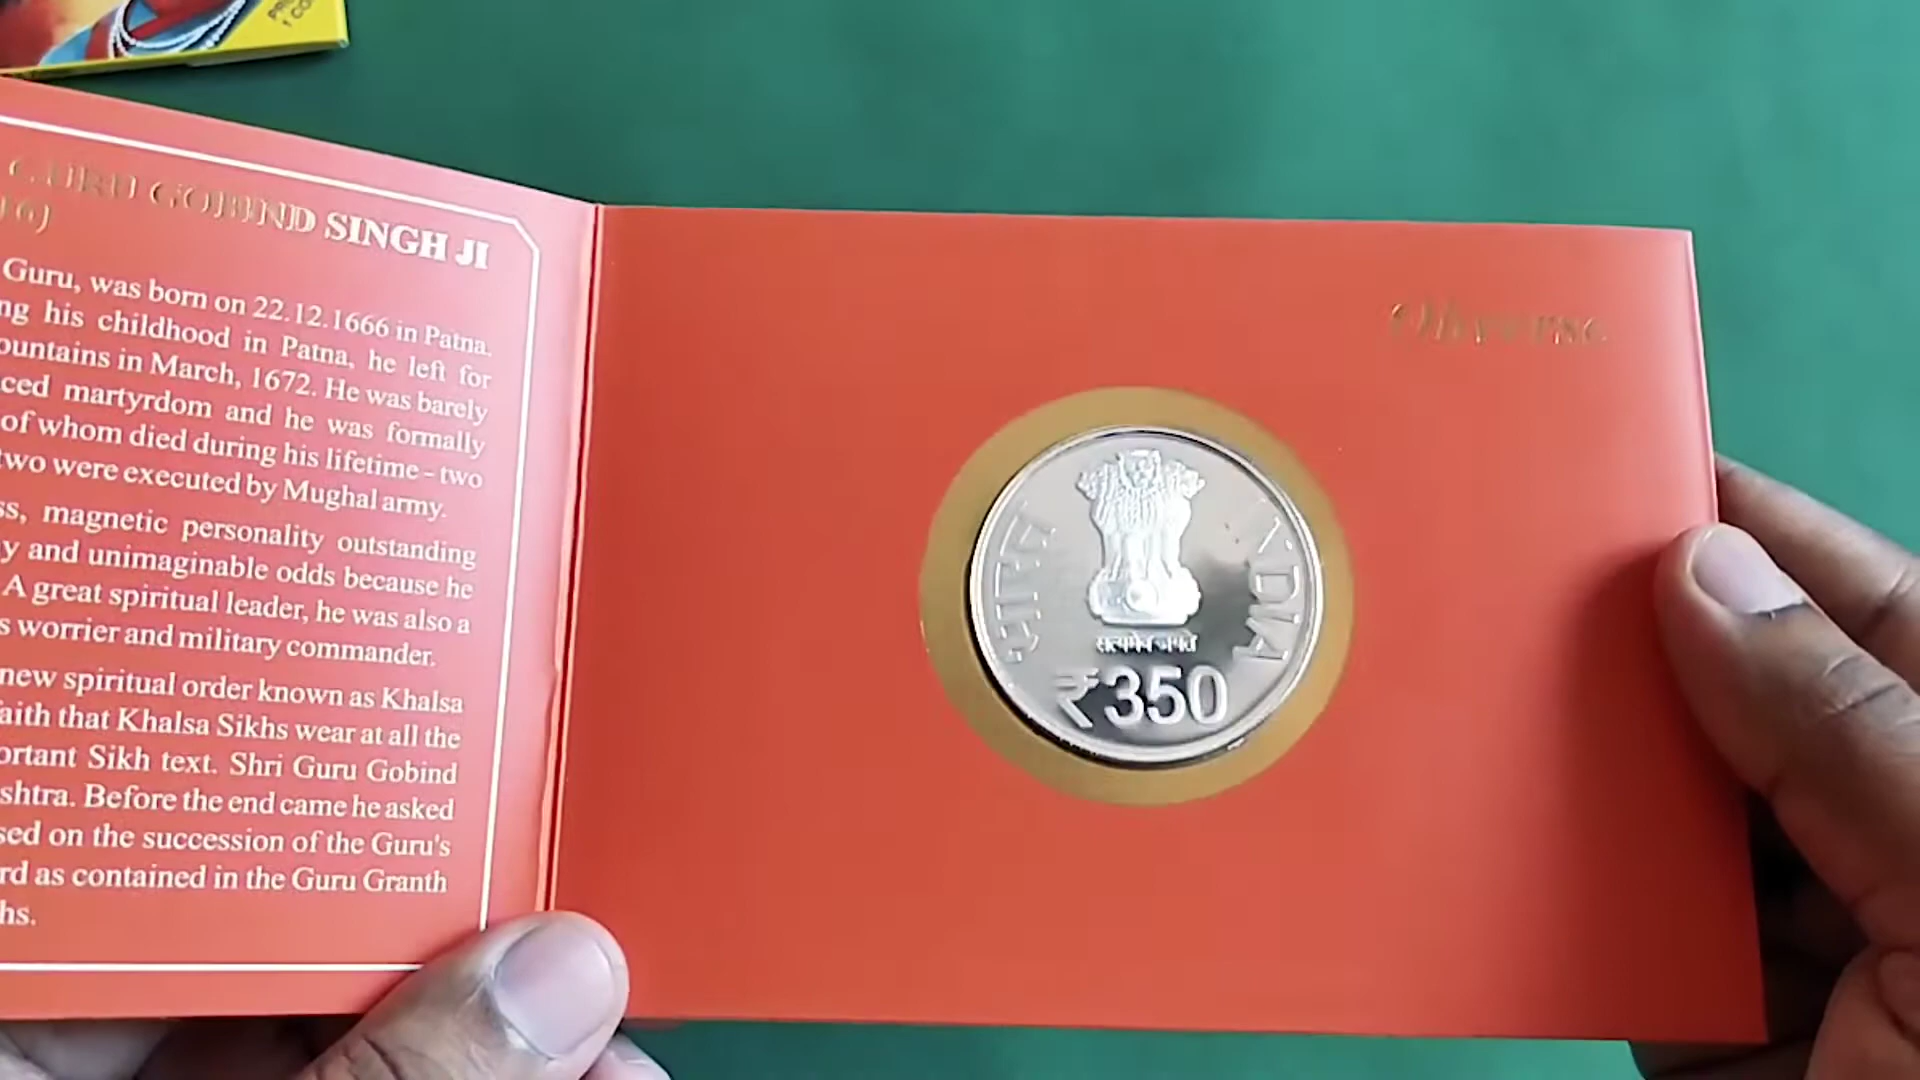 1 CO
GURU GOBIND SINGH JI
Guru, was born on 22.12.1666 in Patna.
ng his childhood in Patna, he left for
ountains in March, 1672. He was barely
ced martyrdom and he was formally
of whom died during his lifetime - two
two were executed by Mughal army.
ss, magnetic personality outstanding
y and unimaginable odds because he
A great spiritual leader, he was also a
s worrier and military commander.
new spiritual order known as Khalsa
aith that Khalsa Sikhs wear at all the
ortant Sikh text. Shri Guru Gobind
shtra. Before the end came he asked
sed on the succession of the Guru's
rd as contained in the Guru Granth
hs.
Obverse
भारत
INDIA
सत्यमेव जयते
₹350